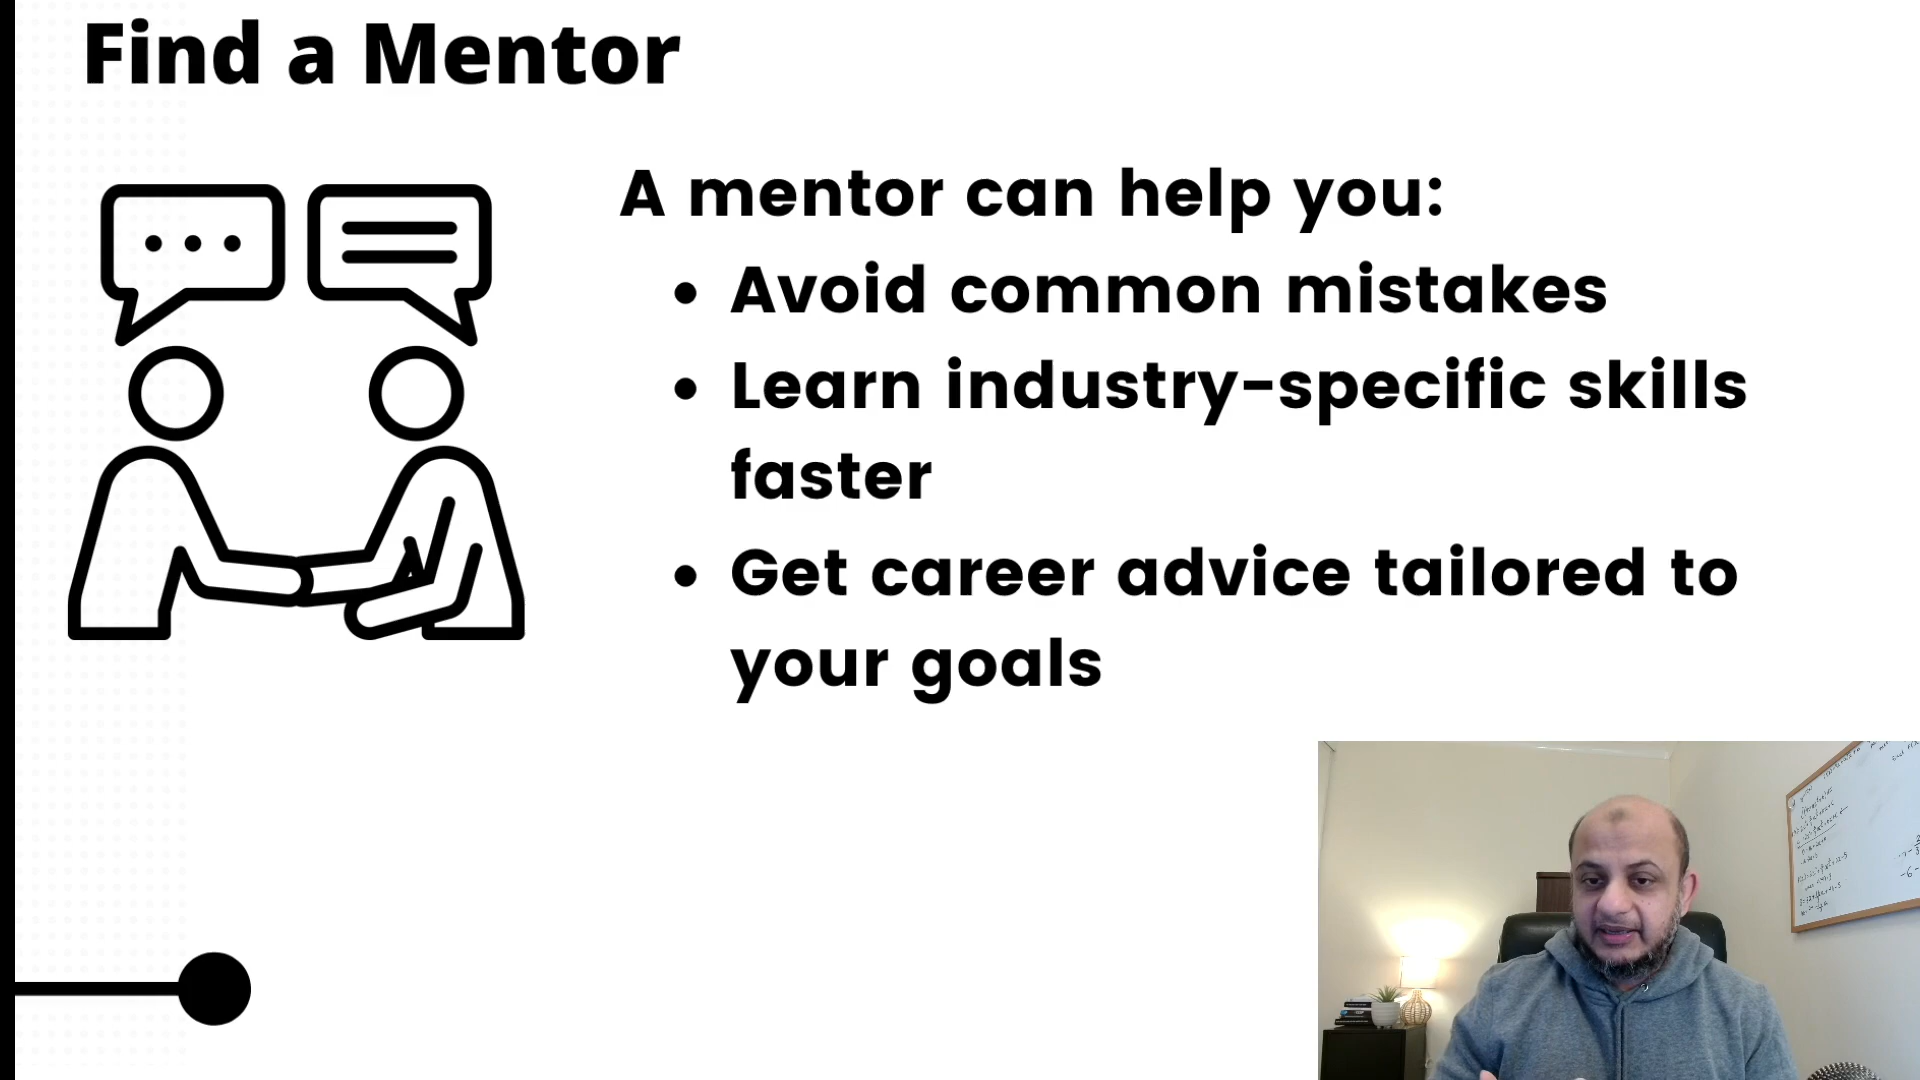 Find a Mentor
A mentor can help you:
• Avoid common mistakes
• Learn industry-specific skills
faster
• Get career advice tailored to
your goals